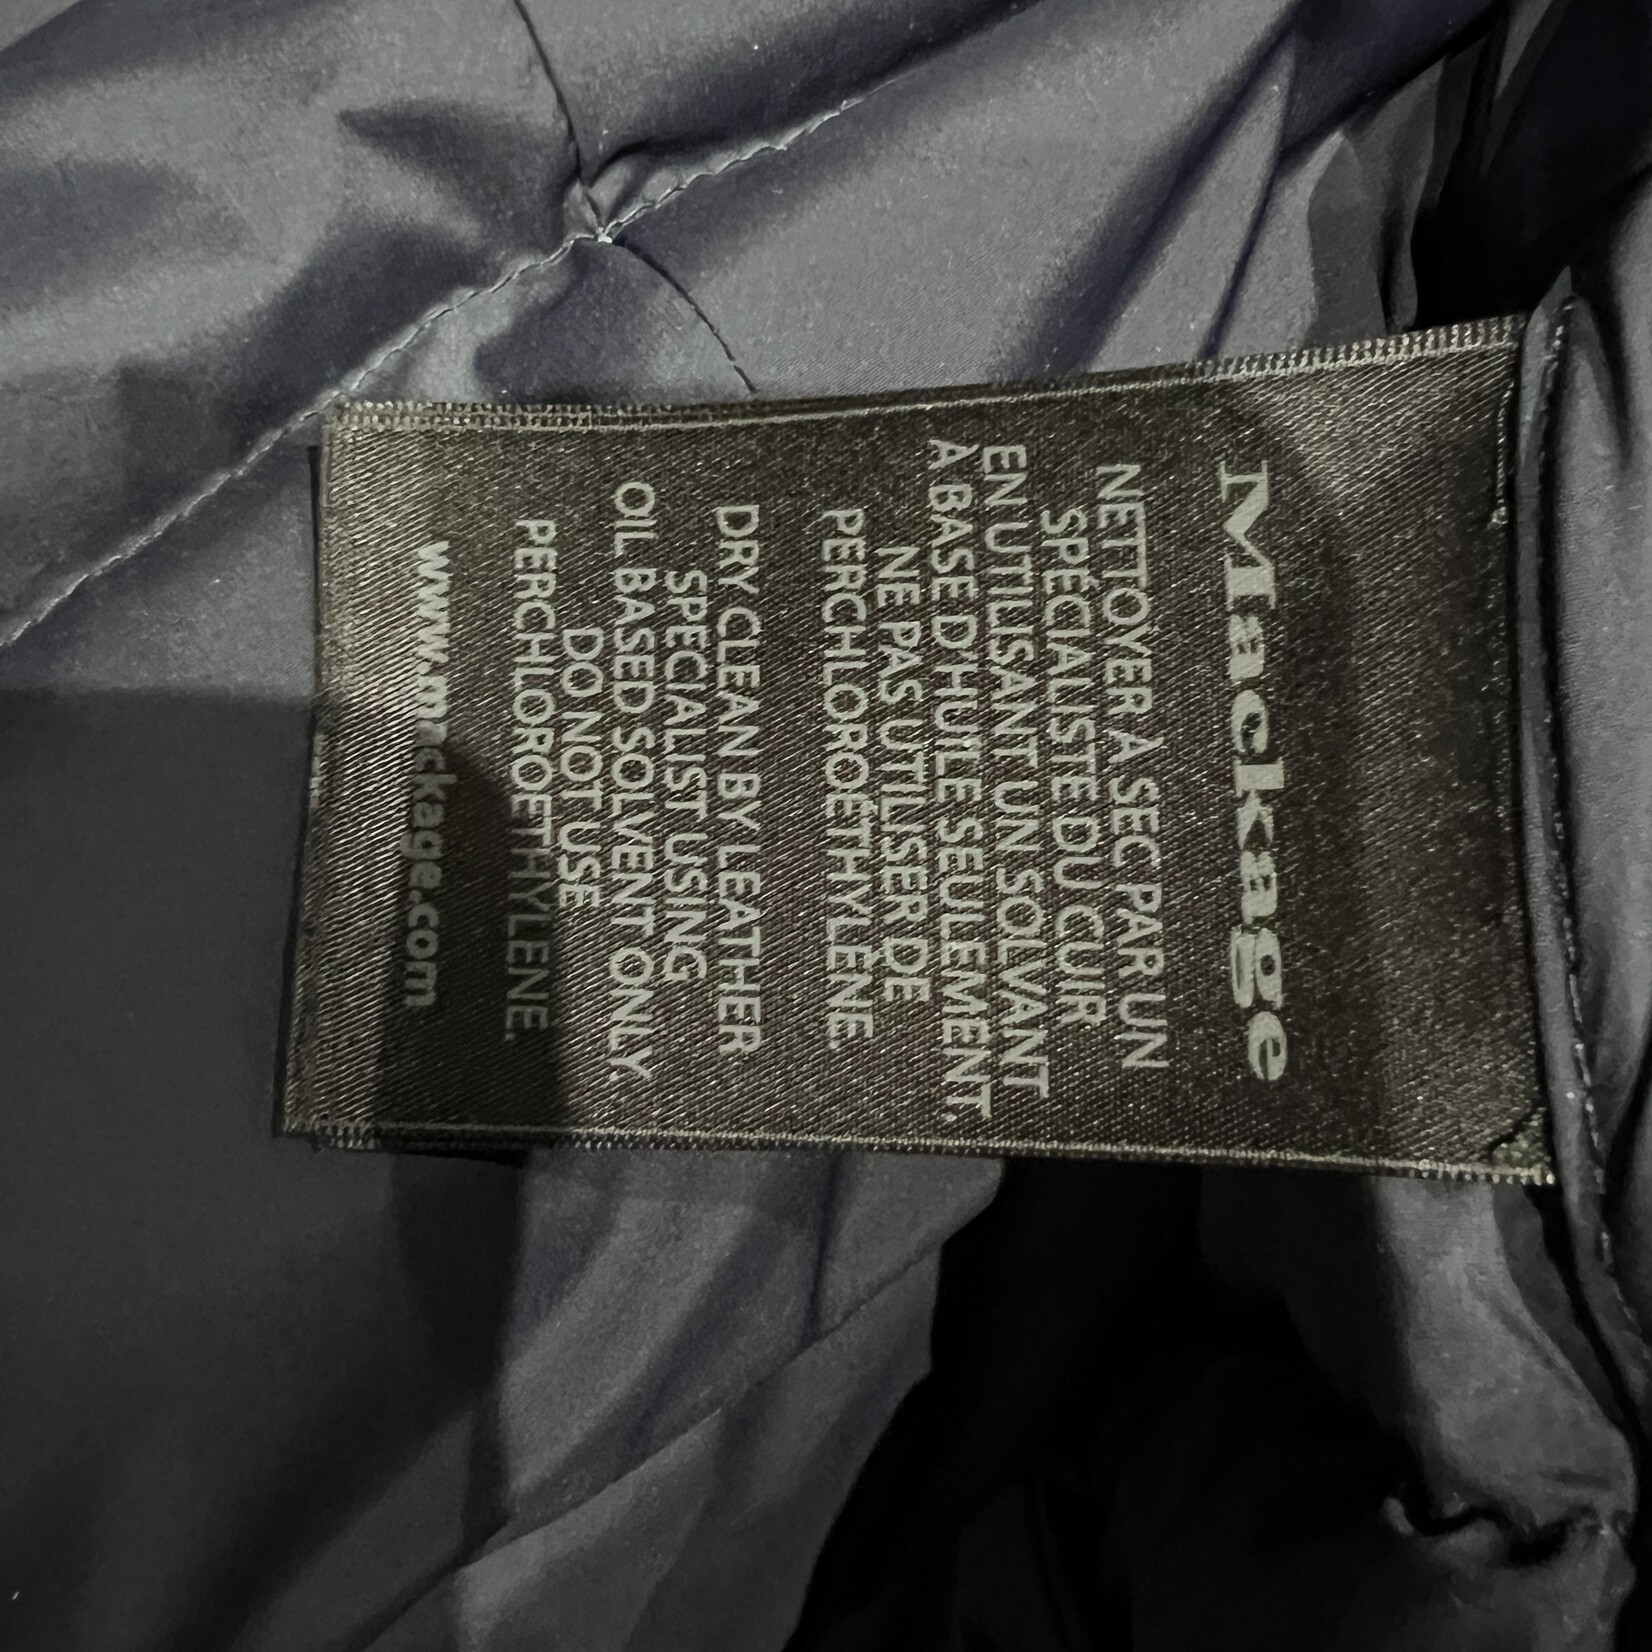 Mackage
NETTOYER A SEC PAR UN
SPÉCIALISTE DU CUIR
EN UTILISANT UN SOLVANT
À BASE D'HUILE SEULEMENT.
NE PAS UTILISER DE
PERCHLOROÉTHYLÈNE.
DRY CLEAN BY LEATHER
SPECIALIST USING
OIL BASED SOLVENT ONLY.
DO NOT USE
PERCHLOROETHYLENE.
www.mackage.com